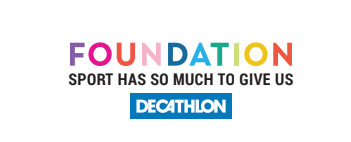 FOUNDATION
SPORT HAS SO MUCH TO GIVE US
DECATHLON